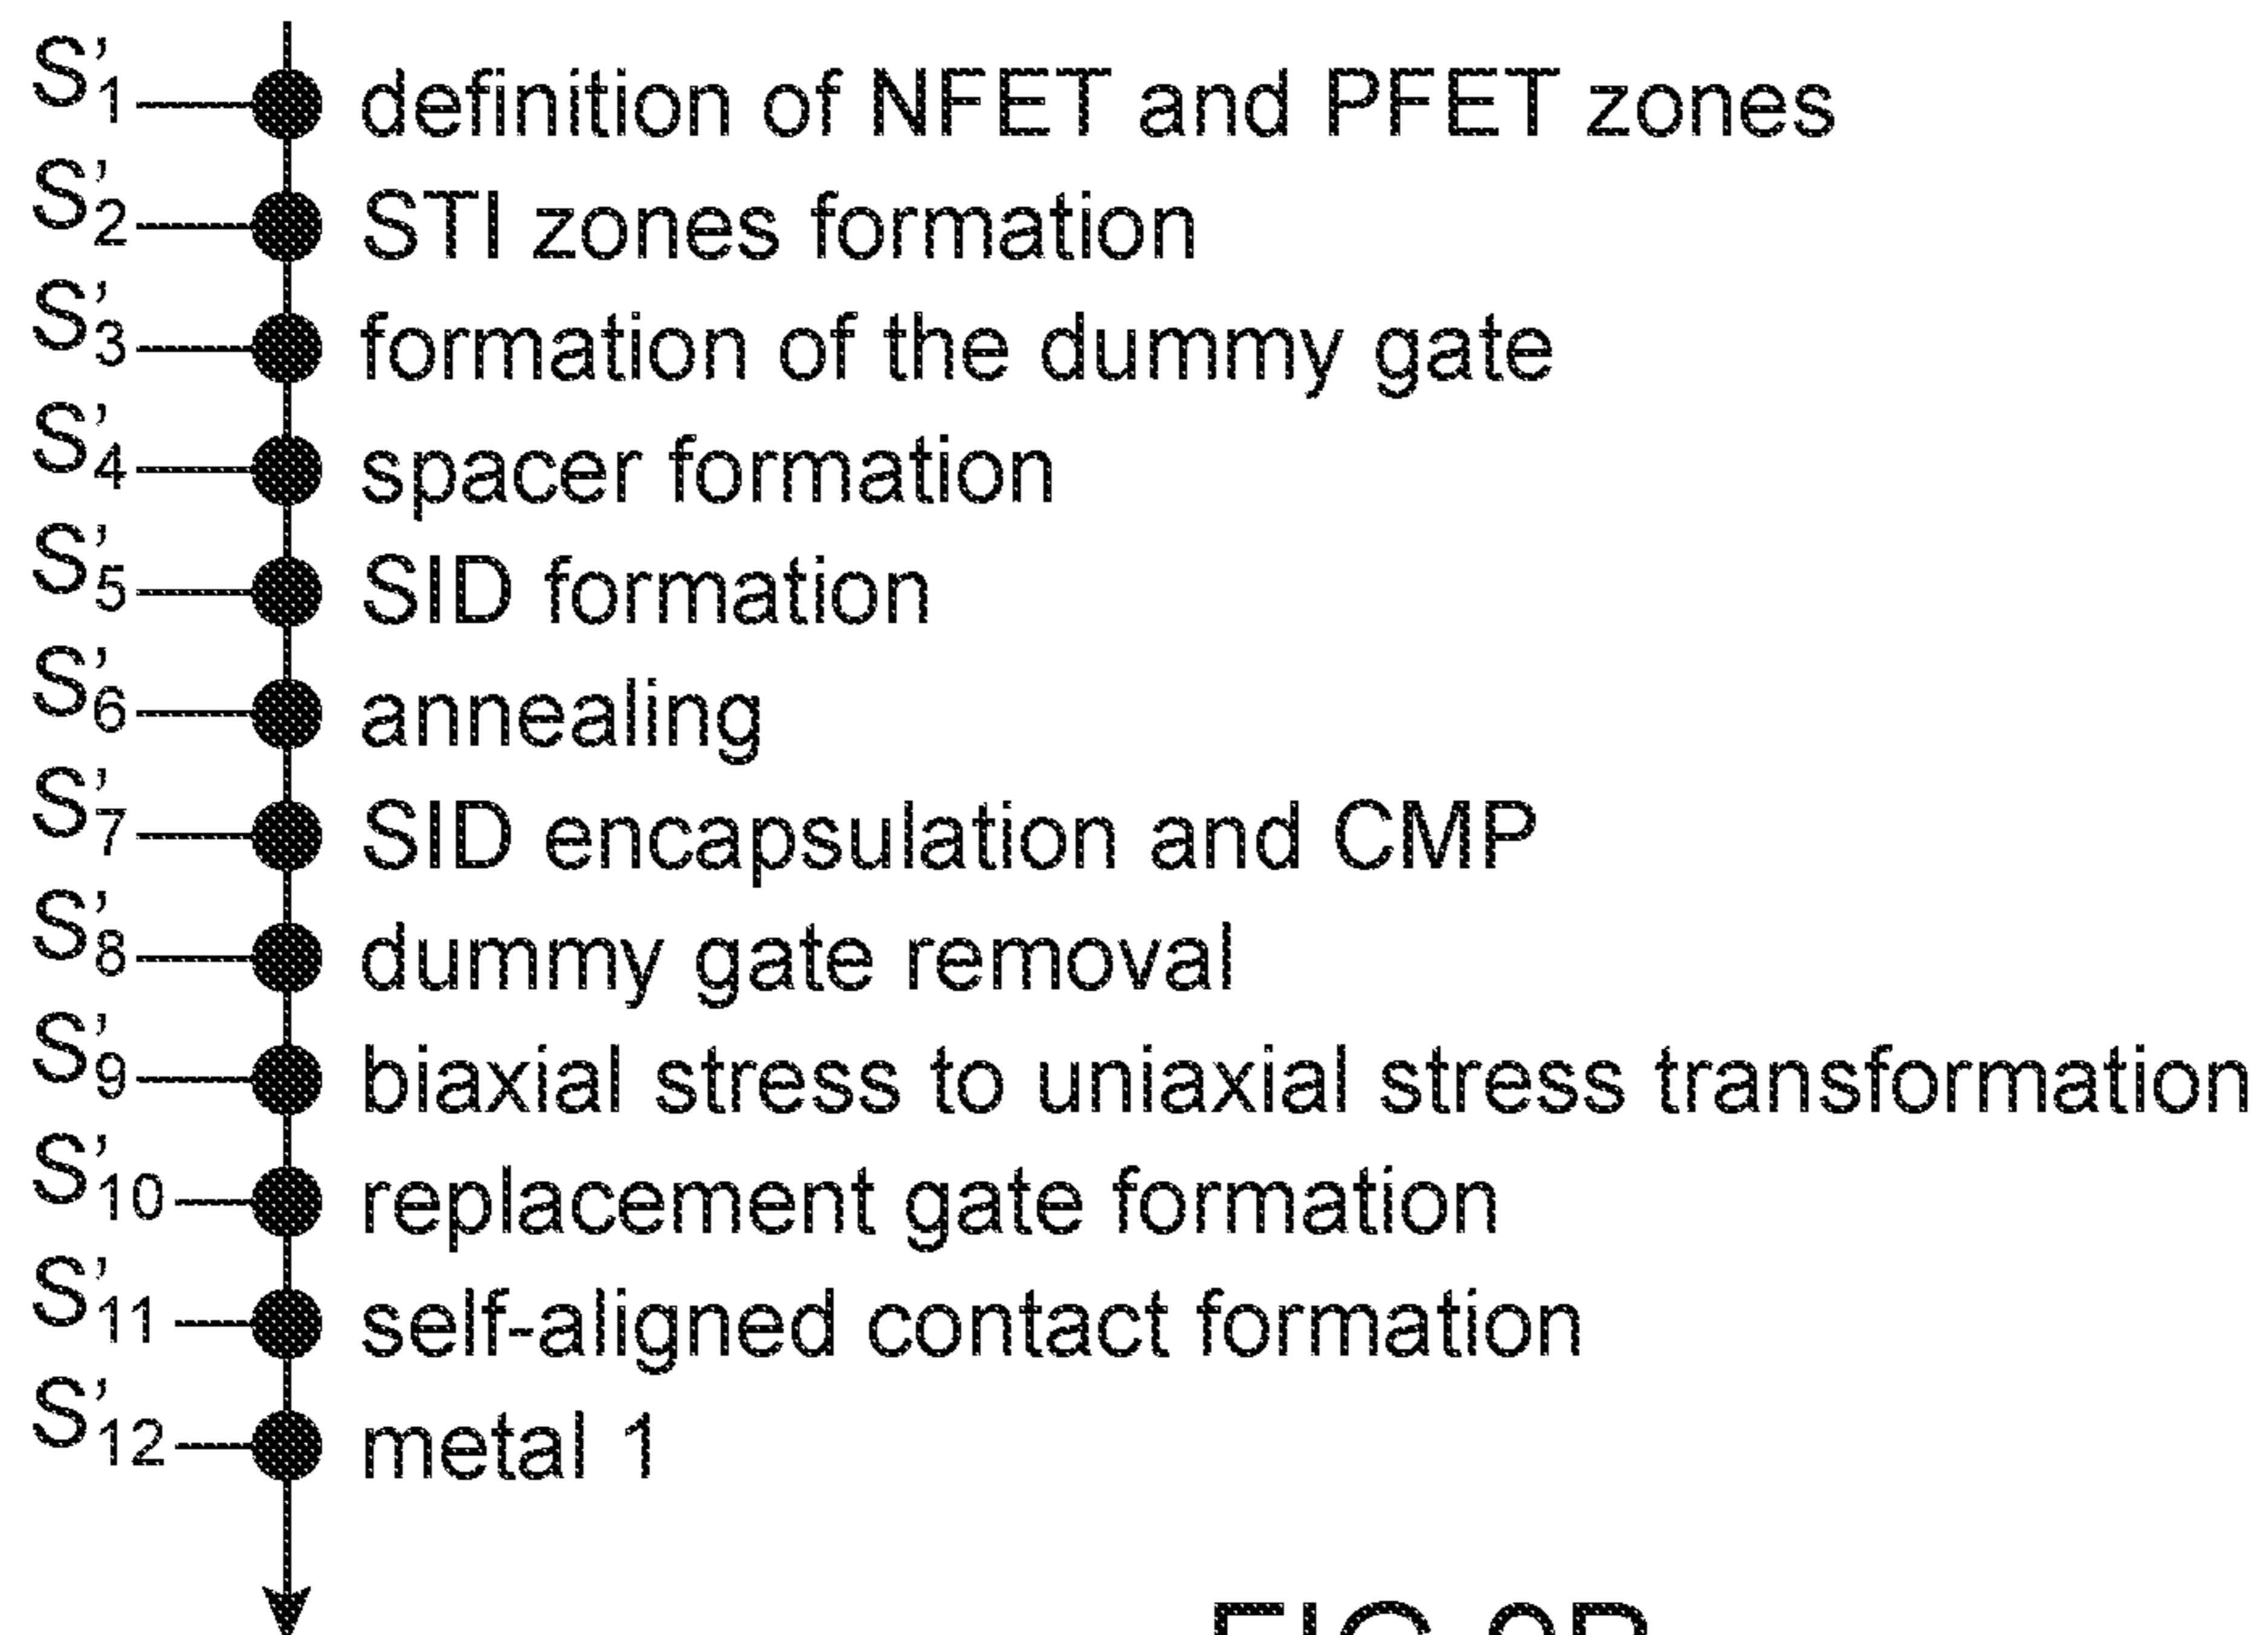 S'1 definition of NFET and PFET zones
S'2 STI zones formation
S'3 formation of the dummy gate
S'4 spacer formation
S'5 SID formation
S'6 annealing
S'7 SID encapsulation and CMP
S'8 dummy gate removal
S'9 biaxial stress to uniaxial stress transformation
S'10 replacement gate formation
S'11 self-aligned contact formation
S'12 metal 1